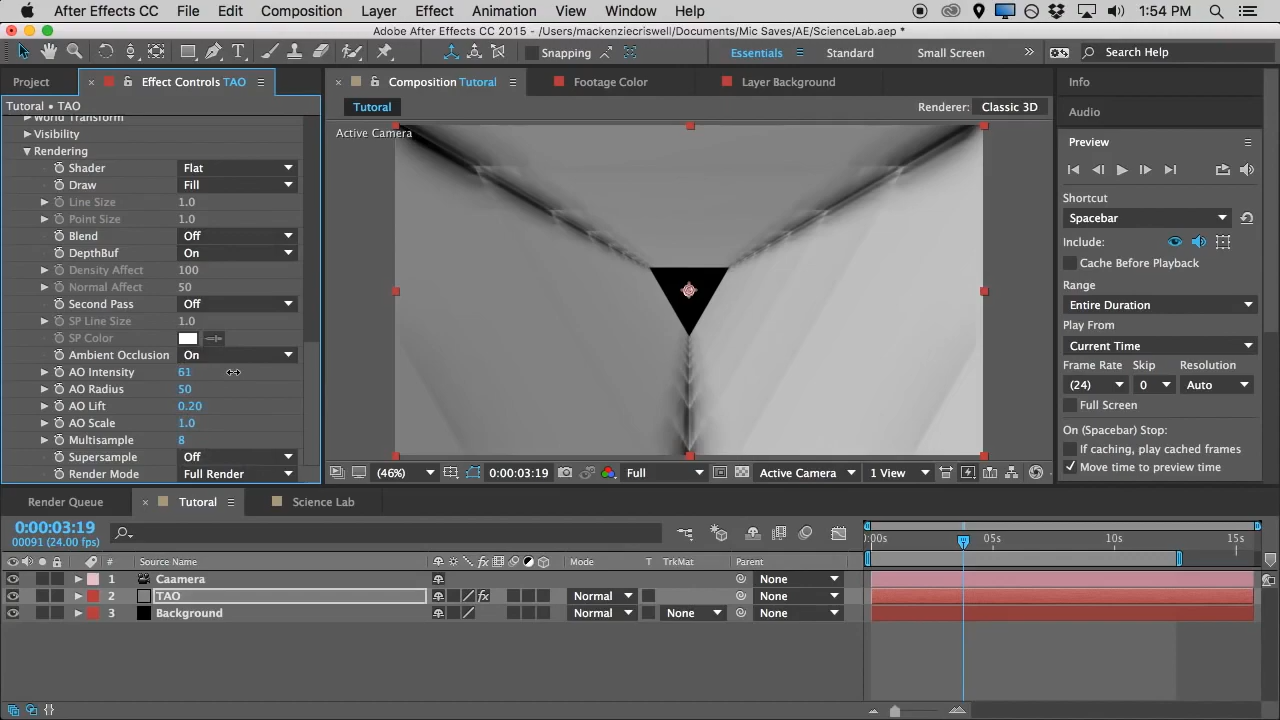 After Effects CC File Edit Composition Layer Effect Animation View Window Help 1:54 PM
Adobe After Effects CC 2015 - /Users/mackenziecriswell/Documents/Mic Saves/AE/ScienceLab.aep *
Snapping Essentials Standard Small Screen Search Help
Project Effect Controls TAO Composition Tutorial Footage Color Layer Background Info
Tutorial • TAO Tutorial Renderer: Classic 3D
Audio
World Transform
Active Camera
Visibility
Preview
Rendering
Shader Flat
Draw Fill
Line Size 1.0
Point Size 1.0
Blend Off
DepthBuf On
Density Affect 100
Normal Affect 50
Second Pass Off
SP Line Size 1.0
SP Color
Ambient Occlusion On
AO Intensity 61
AO Radius 50
AO Lift 0.20
AO Scale 1.0
Multisample 8
Supersample Off
Render Mode Full Render
Shortcut
Spacebar
Include:
Cache Before Playback
Range
Entire Duration
Play From
Current Time
Frame Rate Skip Resolution
(24) 0 Auto
Full Screen
On (Spacebar) Stop:
If caching, play cached frames
Move time to preview time
(46%) 0:00:03:19 Full Active Camera 1 View
Render Queue Tutorial Science Lab
0:00:03:19
00091 (24.00 fps)
:00s 05s 10s 15s
# Source Name Mode T TrkMat Parent
1 Caamera None
2 TAO Normal None
3 Background Normal None None